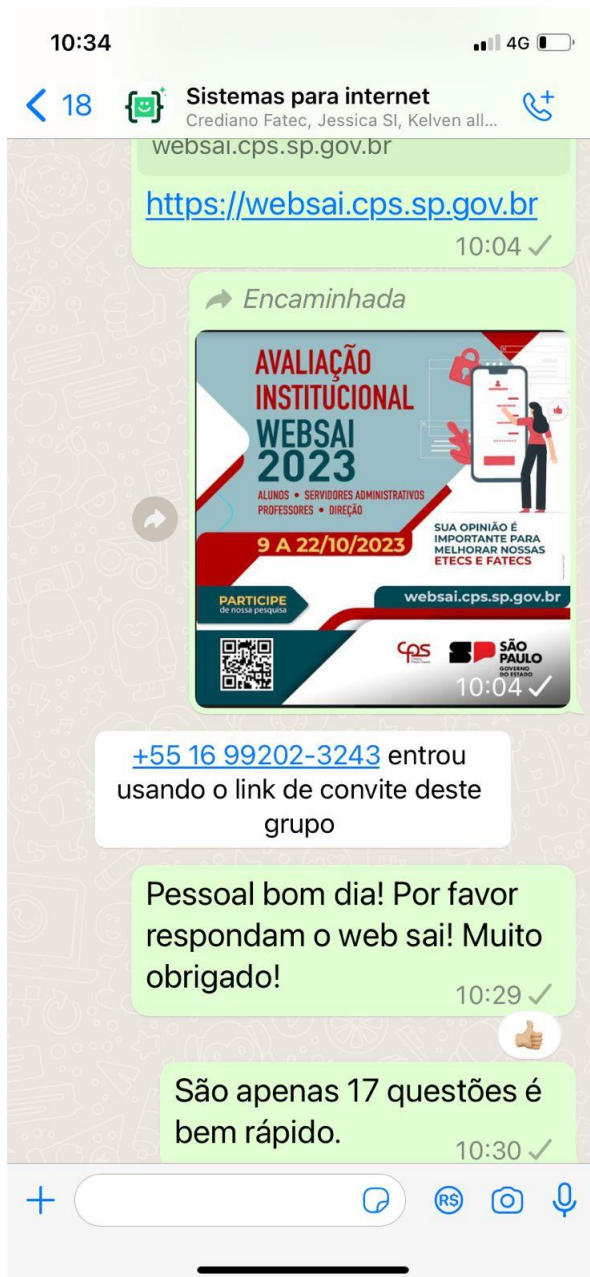 10:34
4G
18
Sistemas para internet
Crediano Fatec, Jessica SI, Kelven all...
websai.cps.sp.gov.br
https://websai.cps.sp.gov.br
10:04
Encaminhada
AVALIAÇÃO
INSTITUCIONAL
WEBSAI
2023
ALUNOS • SERVIDORES ADMINISTRATIVOS
PROFESSORES • DIREÇÃO
9 A 22/10/2023
SUA OPINIÃO É
IMPORTANTE PARA
MELHORAR NOSSAS
ETECS E FATECS
PARTICIPE
de nossa pesquisa
websai.cps.sp.gov.br
cps
SÃO
PAULO
GOVERNO
DO ESTADO
10:04
+55 16 99202-3243 entrou
usando o link de convite deste
grupo
Pessoal bom dia! Por favor
respondam o web sai! Muito
obrigado!
10:29
São apenas 17 questões é
bem rápido.
10:30
R$